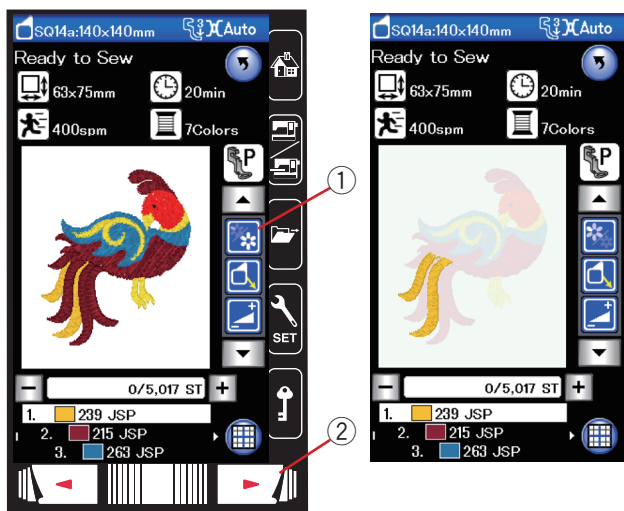 SQ14a:140x140mm
3
Auto
Ready to Sew
63x75mm
20min
400spm
7Colors
P
1
SET
0/5,017 ST
1. 239 JSP
2. 215 JSP
3. 263 JSP
2
SQ14a:140x140mm
3
Auto
Ready to Sew
63x75mm
20min
400spm
7Colors
P
0/5,017 ST
1. 239 JSP
2. 215 JSP
3. 263 JSP